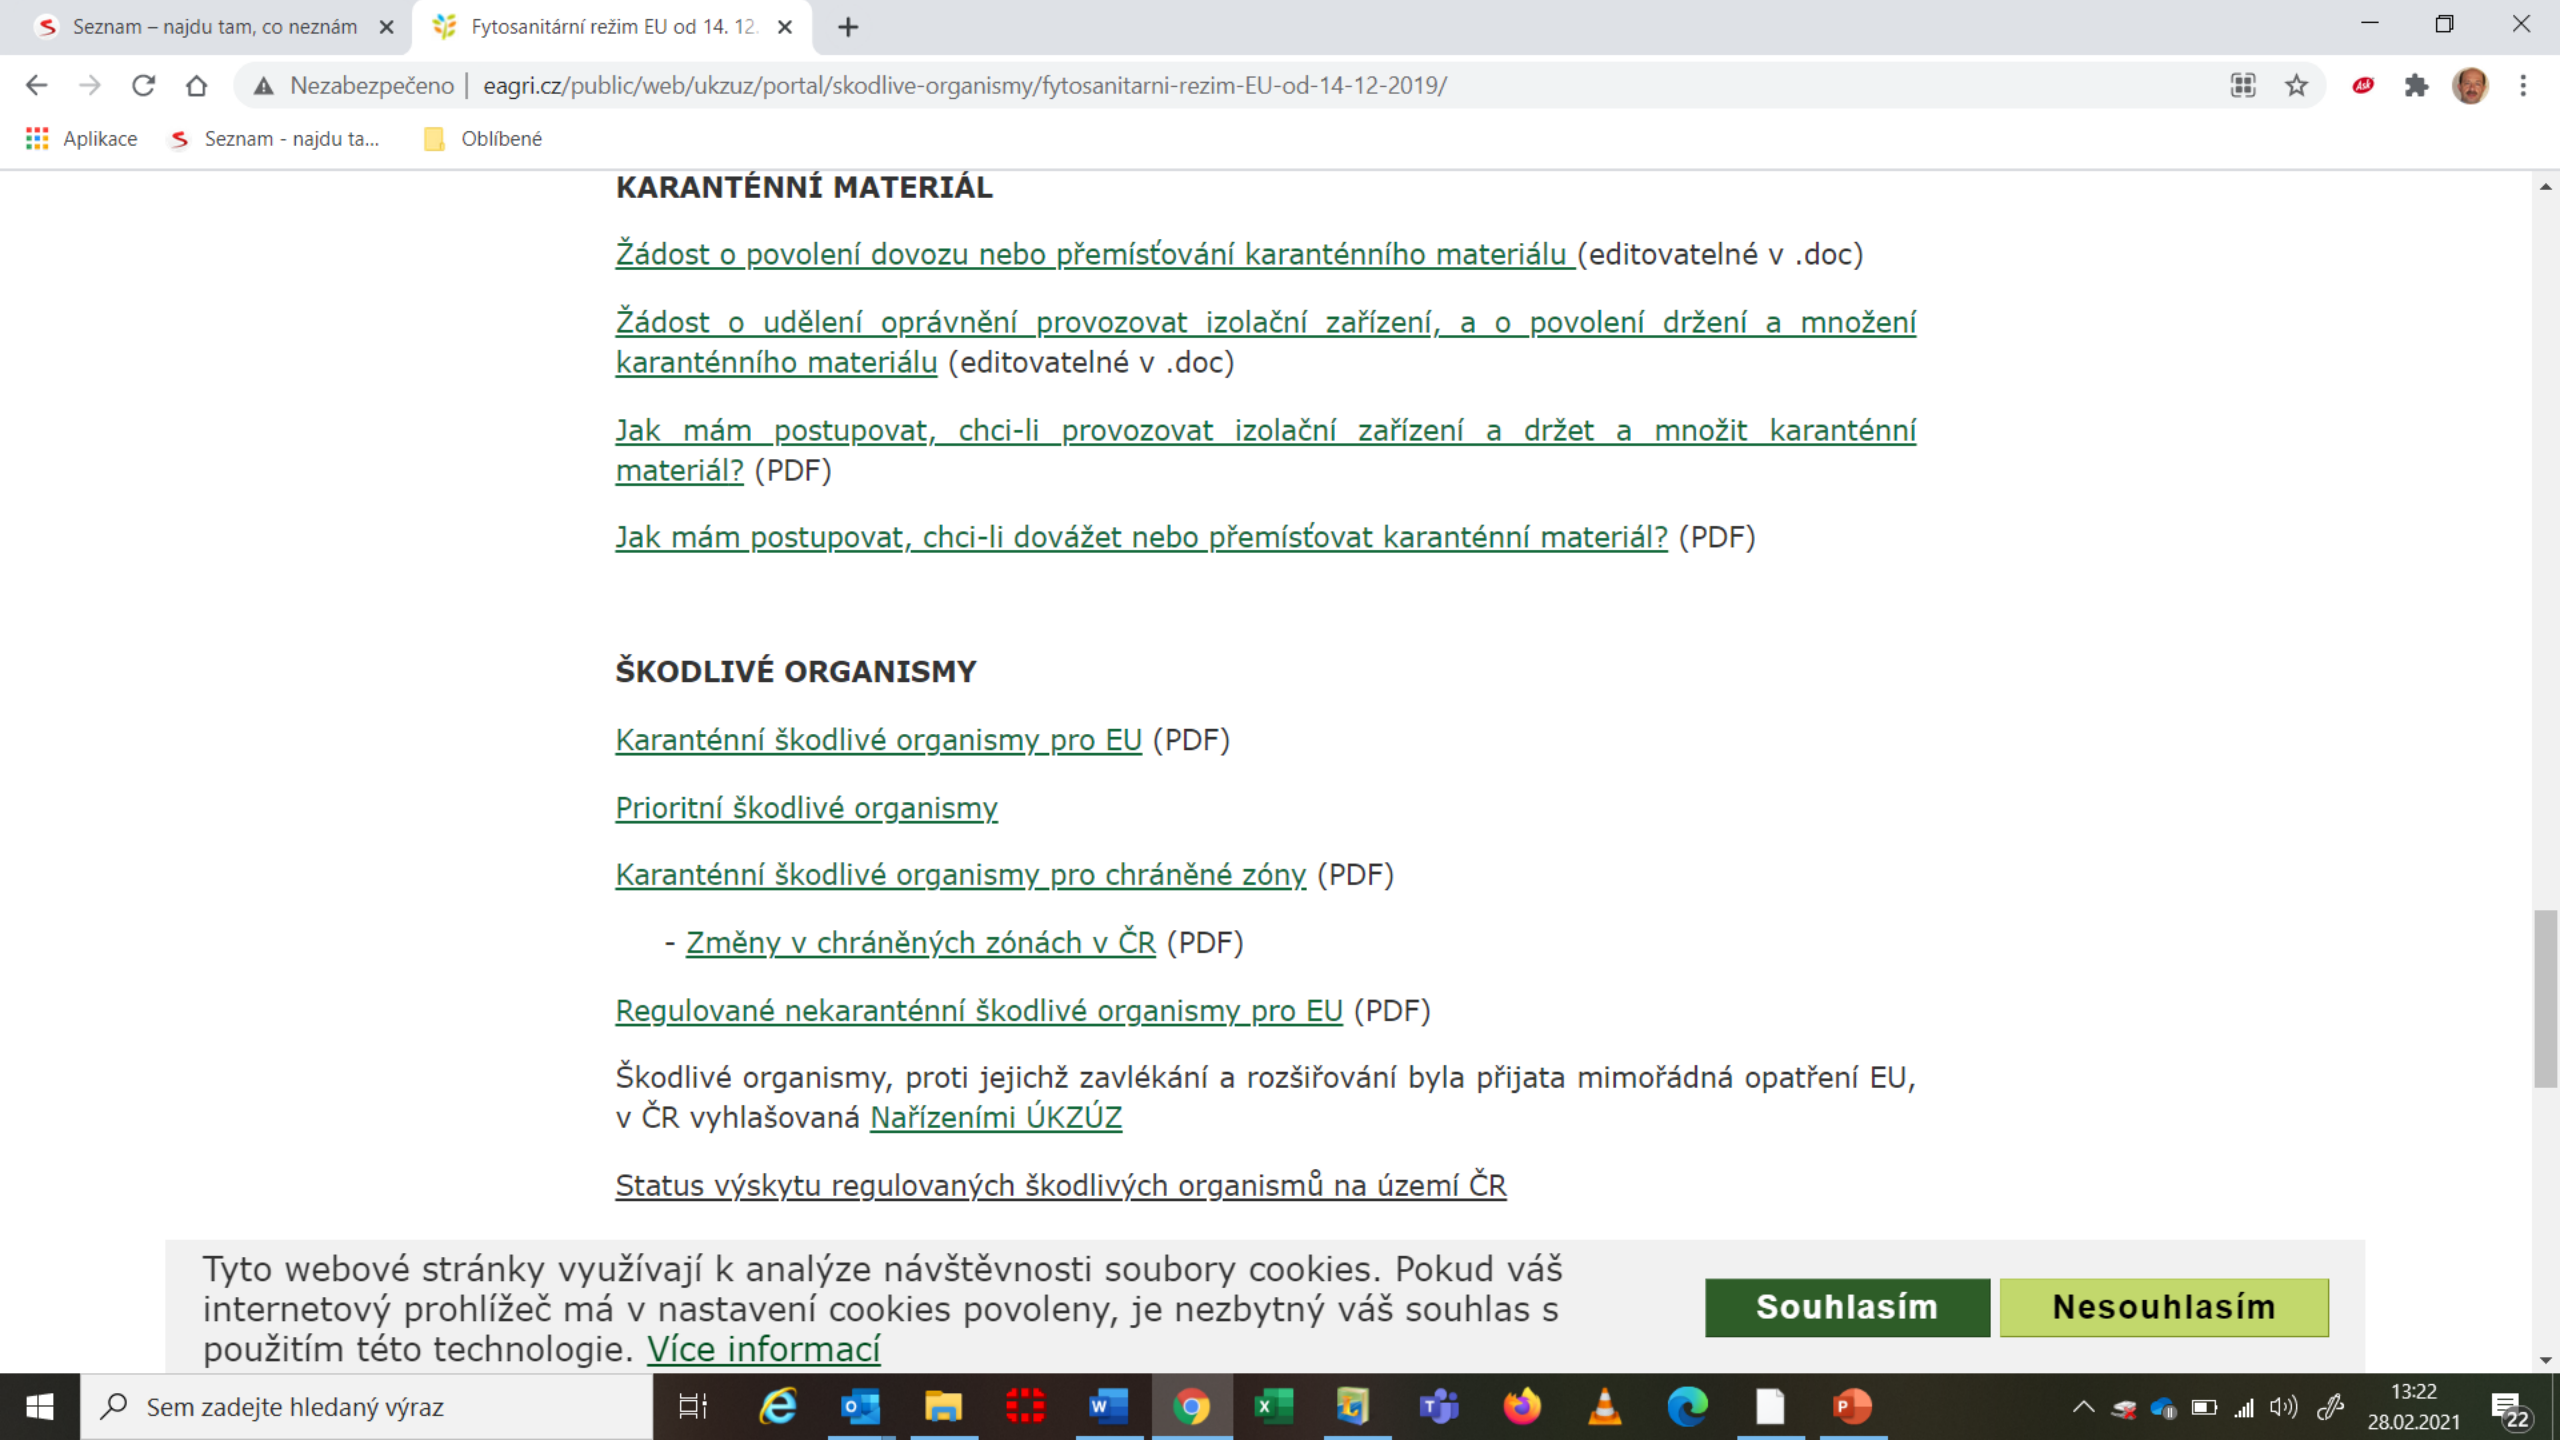 Seznam – najdu tam, co neznám
Fytosanitární režim EU od 14. 12.
Nezabezpečeno | eagri.cz/public/web/ukzuz/portal/skodlive-organismy/fytosanitarni-rezim-EU-od-14-12-2019/
Aplikace
Seznam - najdu ta...
Oblíbené
KARANTÉNNÍ MATERIÁL
Žádost o povolení dovozu nebo přemísťování karanténního materiálu (editovatelné v .doc)
Žádost o udělení oprávnění provozovat izolační zařízení, a o povolení držení a množení
karanténního materiálu (editovatelné v .doc)
Jak mám postupovat, chci-li provozovat izolační zařízení a držet a množit karanténní
materiál? (PDF)
Jak mám postupovat, chci-li dovážet nebo přemísťovat karanténní materiál? (PDF)
ŠKODLIVÉ ORGANISMY
Karanténní škodlivé organismy pro EU (PDF)
Prioritní škodlivé organismy
Karanténní škodlivé organismy pro chráněné zóny (PDF)
- Změny v chráněných zónách v ČR (PDF)
Regulované nekaranténní škodlivé organismy pro EU (PDF)
Škodlivé organismy, proti jejichž zavlékání a rozšiřování byla přijata mimořádná opatření EU,
v ČR vyhlašovaná Nařízeními ÚKZÚZ
Status výskytu regulovaných škodlivých organismů na území ČR
Tyto webové stránky využívají k analýze návštěvnosti soubory cookies. Pokud váš
internetový prohlížeč má v nastavení cookies povoleny, je nezbytný váš souhlas s
použitím této technologie. Více informací
Souhlasím
Nesouhlasím
Sem zadejte hledaný výraz
13:22
28.02.2021
22